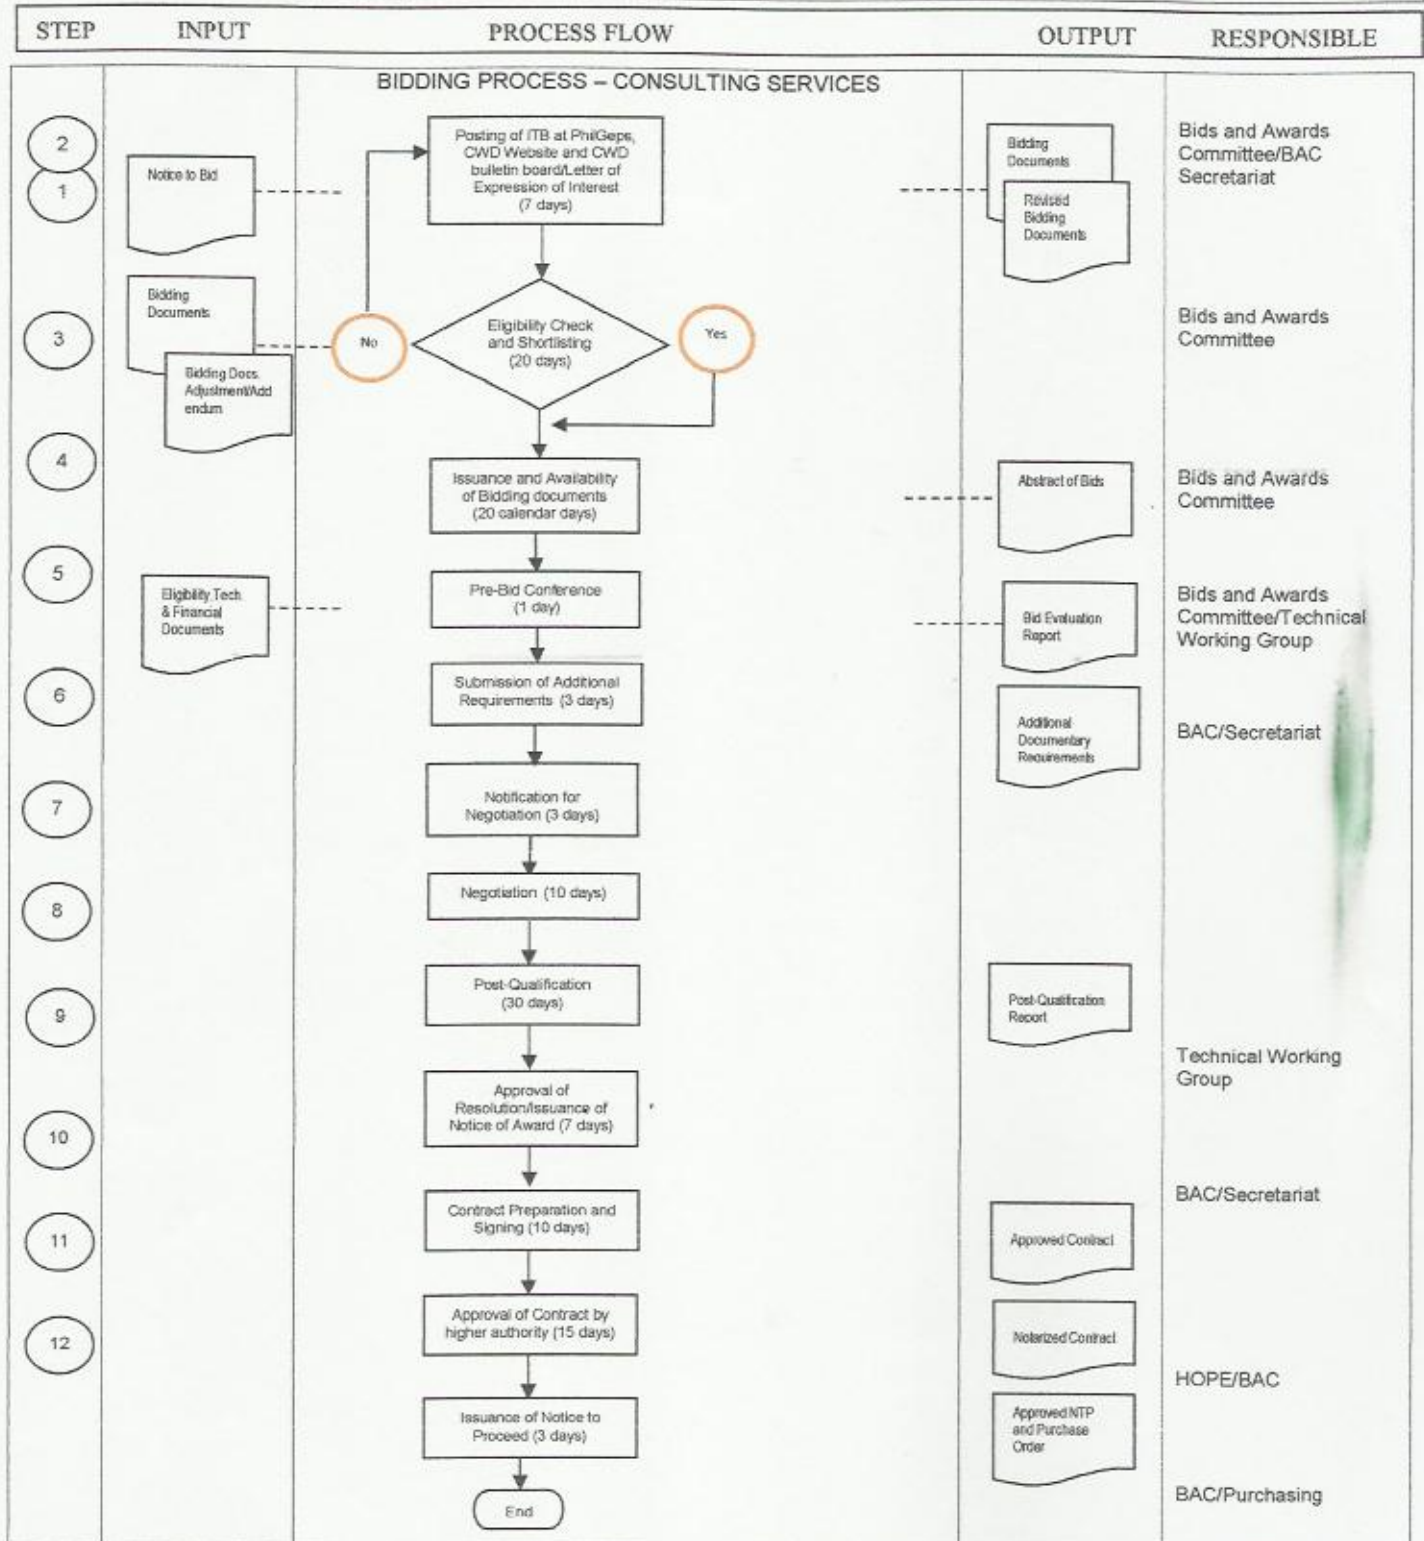 STEP
INPUT
PROCESS FLOW
OUTPUT
RESPONSIBLE
BIDDING PROCESS – CONSULTING SERVICES
2
1
Notice to Bid
Posting of ITB at PhilGeps,
CWD Website and CWD
bulletin board/Letter of
Expression of Interest
(7 days)
Bidding
Documents
Revised
Bidding
Documents
Bids and Awards
Committee/BAC
Secretariat
3
Bidding
Documents
Bidding Docs.
Adjustment/Add
endum
No
Eligibility Check
and Shortlisting
(20 days)
Yes
Bids and Awards
Committee
4
Issuance and Availability
of Bidding documents
(20 calendar days)
Abstract of Bids
Bids and Awards
Committee
5
Eligibility Tech.
& Financial
Documents
Pre-Bid Conference
(1 day)
Bid Evaluation
Report
Bids and Awards
Committee/Technical
Working Group
6
Submission of Additional
Requirements (3 days)
Additional
Documentary
Requirements
BAC/Secretariat
7
Notification for
Negotiation (3 days)
8
Negotiation (10 days)
9
Post-Qualification
(30 days)
Post-Qualification
Report
Technical Working
Group
10
Approval of
Resolution/Issuance of
Notice of Award (7 days)
BAC/Secretariat
11
Contract Preparation and
Signing (10 days)
Approved Contract
12
Approval of Contract by
higher authority (15 days)
Notarized Contract
HOPE/BAC
Issuance of Notice to
Proceed (3 days)
Approved NTP
and Purchase
Order
BAC/Purchasing
End